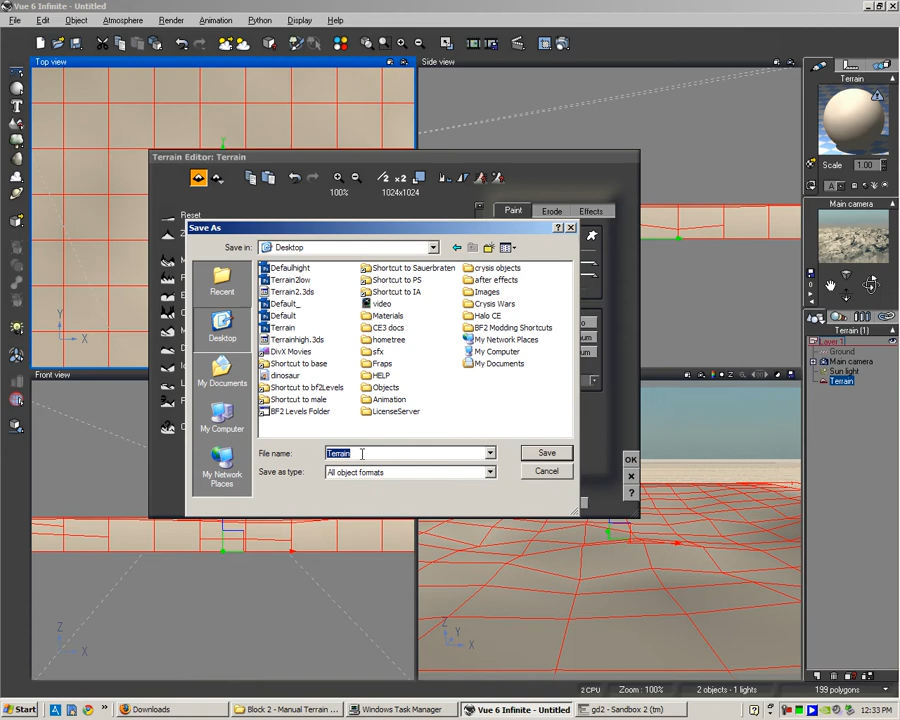 Vue 6 Infinite - Untitled
File Edit Object Atmosphere Render Animation Python Display Help
Top view
Side view
Terrain
Terrain Editor: Terrain
100%
1024x1024
Scale 1.00
Reset
Paint Erode Effects
Save As
Save in: Desktop
Main camera
Recent
Desktop
My Documents
My Computer
My Network Places
Defaulhight
Terrain2low
Terrain2.3ds
Default_
Default
Terrain
Terrainhigh.3ds
DivX Movies
Shortcut to base
dinosaur
Shortcut to bf2Levels
Shortcut to male
BF2 Levels Folder
Shortcut to Sauerbraten
Shortcut to PS
Shortcut to IA
video
Materials
CE3 docs
hometree
sfx
Fraps
HELP
Objects
Animation
LicenseServer
crysis objects
after effects
Images
Crysis Wars
Halo CE
BF2 Modding Shortcuts
My Network Places
My Computer
My Documents
File name: Terrain
Save
Save as type: All object formats
Cancel
OK
?
Terrain (1)
Layer 1
Ground
Main camera
Sun light
Terrain
Front view
Y
X
Z
X
Z
Y
X
2 CPU Zoom : 100% 2 objects - 1 lights 199 polygons
Start Downloads Block 2 - Manual Terrain ... Windows Task Manager Vue 6 Infinite - Untitled gd2 - Sandbox 2 (tm) 12:33 PM